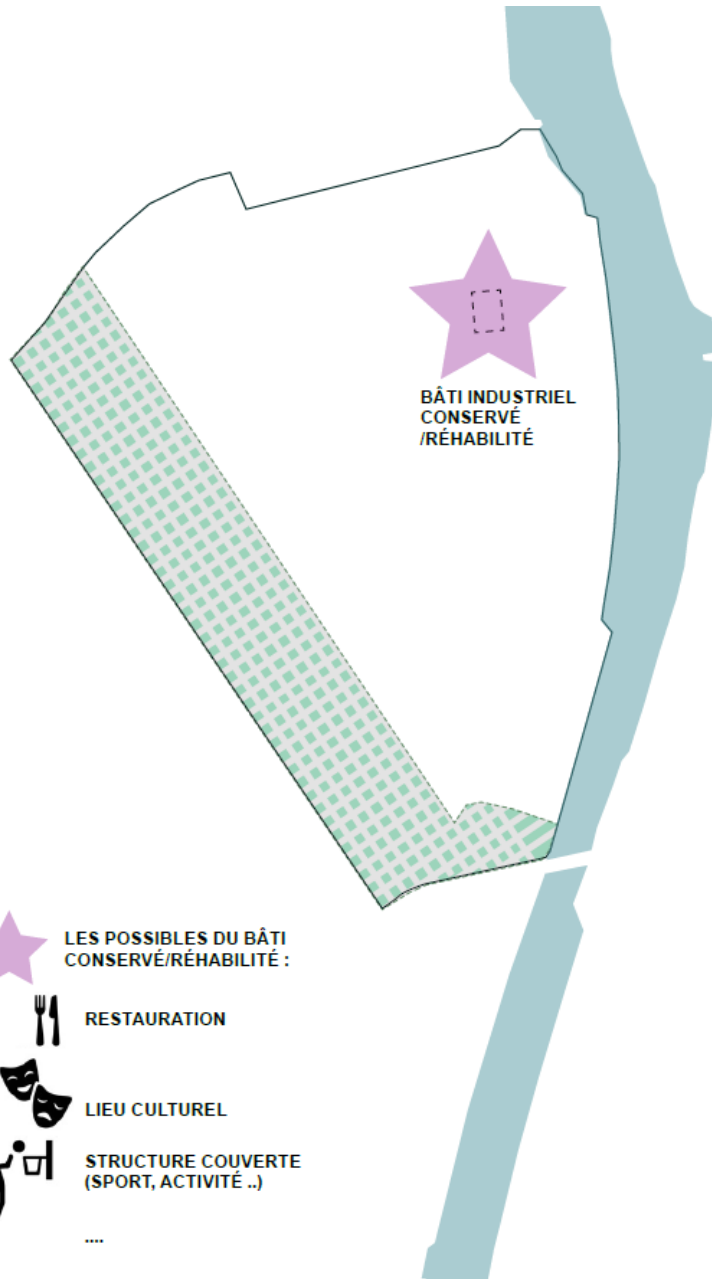 BÂTI INDUSTRIEL
CONSERVÉ
/RÉHABILITÉ
LES POSSIBLES DU BÂTI
CONSERVÉ/RÉHABILITÉ :
RESTAURATION
LIEU CULTUREL
STRUCTURE COUVERTE
(SPORT, ACTIVITÉ ..)
....